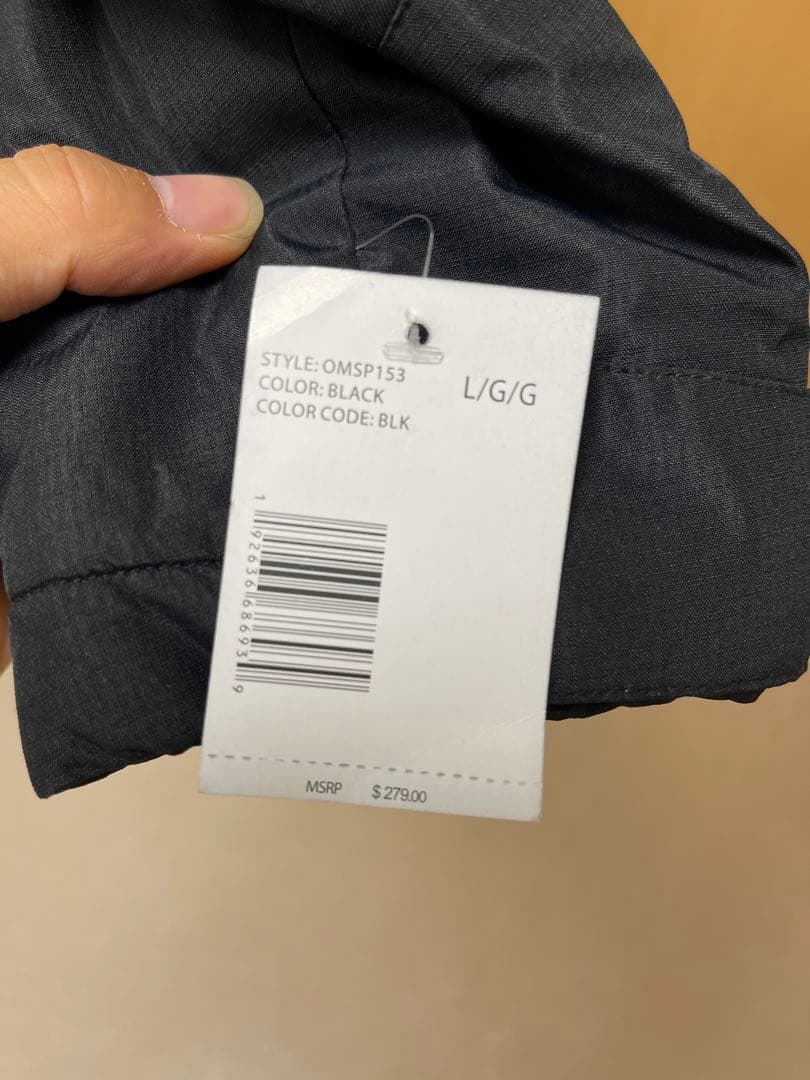 STYLE: OMSP153
COLOR: BLACK
COLOR CODE: BLK
L/G/G
1 92636 68693 9
MSRP $ 279.00